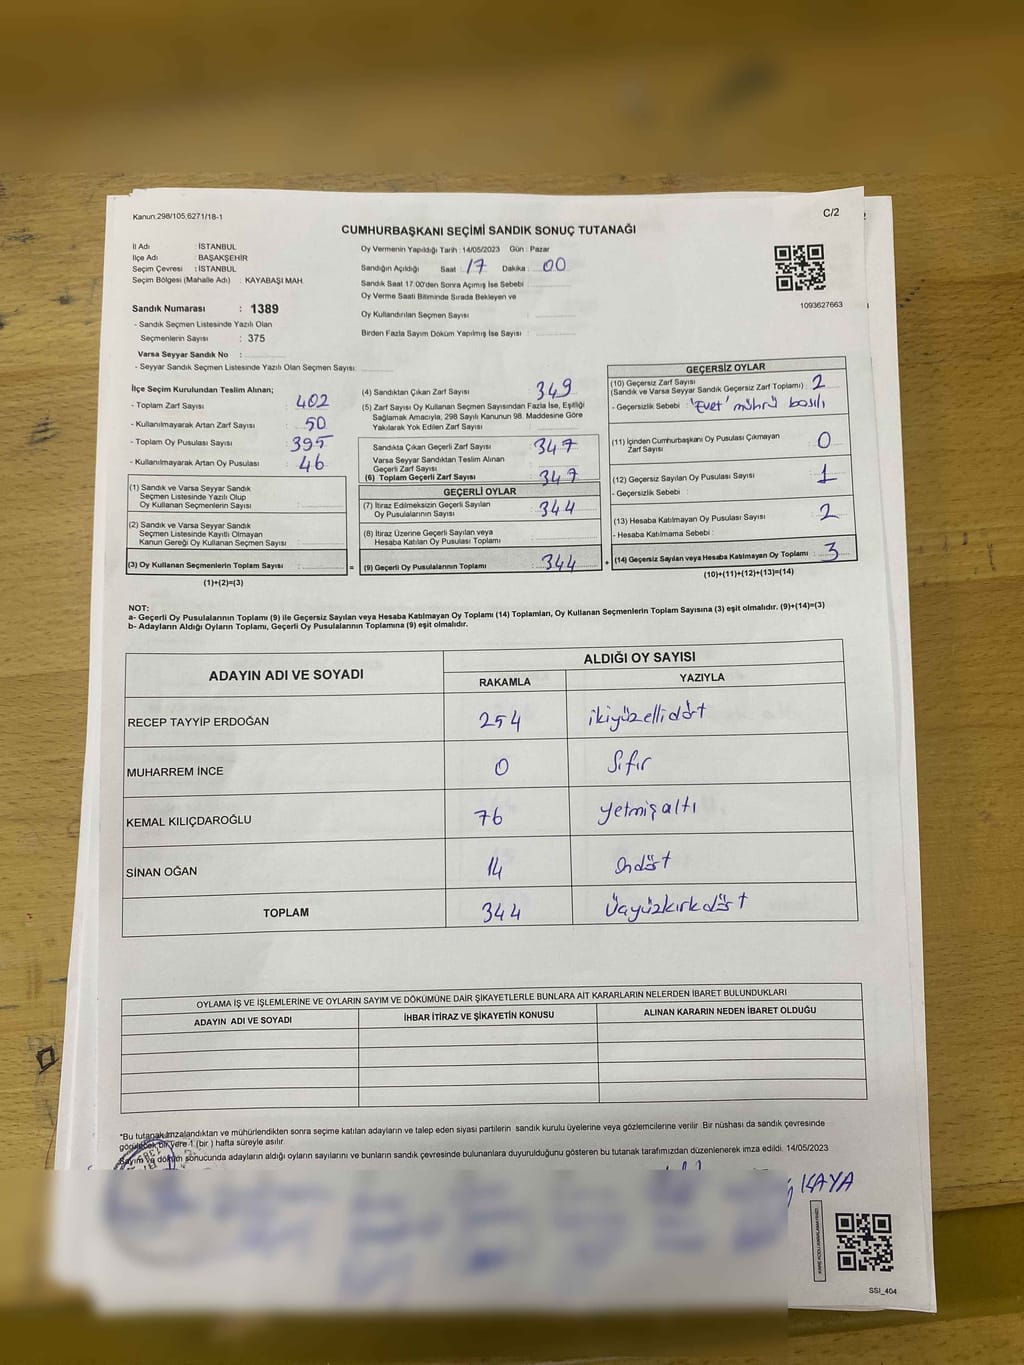 Kanun:298/105,6271/18-1
C/2
CUMHURBAŞKANI SEÇİMİ SANDIK SONUÇ TUTANAĞI
İl Adı : İSTANBUL
İlçe Adı : BAŞAKŞEHİR
Seçim Çevresi : İSTANBUL
Seçim Bölgesi (Mahalle Adı) : KAYABAŞI MAH.
Sandık Numarası : 1389
- Sandık Seçmen Listesinde Yazılı Olan
Seçmenlerin Sayısı : 375
Varsa Seyyar Sandık No :
- Seyyar Sandık Seçmen Listesinde Yazılı Olan Seçmen Sayısı:
Oy Vermenin Yapıldığı Tarih : 14/05/2023 Gün : Pazar
Sandığın Açıldığı Saat : 17 Dakika : 00
Sandık Saat 17.00'den Sonra Açımış İse Sebebi :
Oy Verme Saati Bitiminde Sırada Bekleyen ve
Oy Kullandırılan Seçmen Sayısı :
Birden Fazla Sayım Döküm Yapılmış İse Sayısı :
1093627663
İlçe Seçim Kurulundan Teslim Alınan;
- Toplam Zarf Sayısı : 402
- Kullanılmayarak Artan Zarf Sayısı : 50
- Toplam Oy Pusulası Sayısı : 395
- Kullanılmayarak Artan Oy Pusulası : 46
(1) Sandık ve Varsa Seyyar Sandık
Seçmen Listesinde Yazılı Olup
Oy Kullanan Seçmenlerin Sayısı :
(2) Sandık ve Varsa Seyyar Sandık
Seçmen Listesinde Kayıtlı Olmayan
Kanun Gereği Oy Kullanan Seçmen Sayısı :
(3) Oy Kullanan Seçmenlerin Toplam Sayısı :
(1)+(2)=(3)
(4) Sandıktan Çıkan Zarf Sayısı : 349
(5) Zarf Sayısı Oy Kullanan Seçmen Sayısından Fazla İse, Eşitliği
Sağlamak Amacıyla, 298 Sayılı Kanunun 98. Maddesine Göre
Yakılarak Yok Edilen Zarf Sayısı :
Sandıkta Çıkan Geçerli Zarf Sayısı : 347
Varsa Seyyar Sandıktan Teslim Alınan
Geçerli Zarf Sayısı :
(6) Toplam Geçerli Zarf Sayısı : 347
GEÇERLİ OYLAR
(7) İtiraz Edilmeksizin Geçerli Sayılan
Oy Pusulalarının Sayısı : 344
(8) İtiraz Üzerine Geçerli Sayılan veya
Hesaba Katılan Oy Pusulası Toplamı :
= (9) Geçerli Oy Pusulalarının Toplamı : 344 +
GEÇERSİZ OYLAR
(10) Geçersiz Zarf Sayısı
(Sandık ve Varsa Seyyar Sandık Geçersiz Zarf Toplamı) : 2
- Geçersizlik Sebebi : 'Evet' mührü basılı
(11) İçinden Cumhurbaşkanı Oy Pusulası Çıkmayan
Zarf Sayısı : 0
(12) Geçersiz Sayılan Oy Pusulası Sayısı : 1
- Geçersizlik Sebebi :
(13) Hesaba Katılmayan Oy Pusulası Sayısı : 2
- Hesaba Katılmama Sebebi :
(14) Geçersiz Sayılan veya Hesaba Katılmayan Oy Toplamı : 3
(10)+(11)+(12)+(13)=(14)
NOT:
a- Geçerli Oy Pusulalarının Toplamı (9) ile Geçersiz Sayılan veya Hesaba Katılmayan Oy Toplamı (14) Toplamları, Oy Kullanan Seçmenlerin Toplam Sayısına (3) eşit olmalıdır. (9)+(14)=(3)
b- Adayların Aldığı Oyların Toplamı, Geçerli Oy Pusulalarının Toplamına (9) eşit olmalıdır.
ADAYIN ADI VE SOYADI
ALDIĞI OY SAYISI
RAKAMLA YAZIYLA
RECEP TAYYİP ERDOĞAN 254 ikiyüzellidört
MUHARREM İNCE 0 Sıfır
KEMAL KILIÇDAROĞLU 76 yetmişaltı
SİNAN OĞAN 14 Ondört
TOPLAM 344 Üçyüzkırkdört
OYLAMA İŞ VE İŞLEMLERİNE VE OYLARIN SAYIM VE DÖKÜMÜNE DAİR ŞİKAYETLERLE BUNLARA AİT KARARLARIN NELERDEN İBARET BULUNDUKLARI
ADAYIN ADI VE SOYADI İHBAR İTİRAZ VE ŞİKAYETİN KONUSU ALINAN KARARIN NEDEN İBARET OLDUĞU
*Bu tutanak imzalandıktan ve mühürlendikten sonra seçime katılan adayların ve talep eden siyasi partilerin sandık kurulu üyelerine veya gözlemcilerine verilir. Bir nüshası da sandık çevresinde
görülecek bir yere 1 (bir ) hafta süreyle asılır.
Sayım ve döküm sonucunda adayların aldığı oyların sayılarını ve bunların sandık çevresinde bulunanlara duyurulduğunu gösteren bu tutanak tarafımızdan düzenlenerek imza edildi. 14/05/2023
KAYA
SSI_404